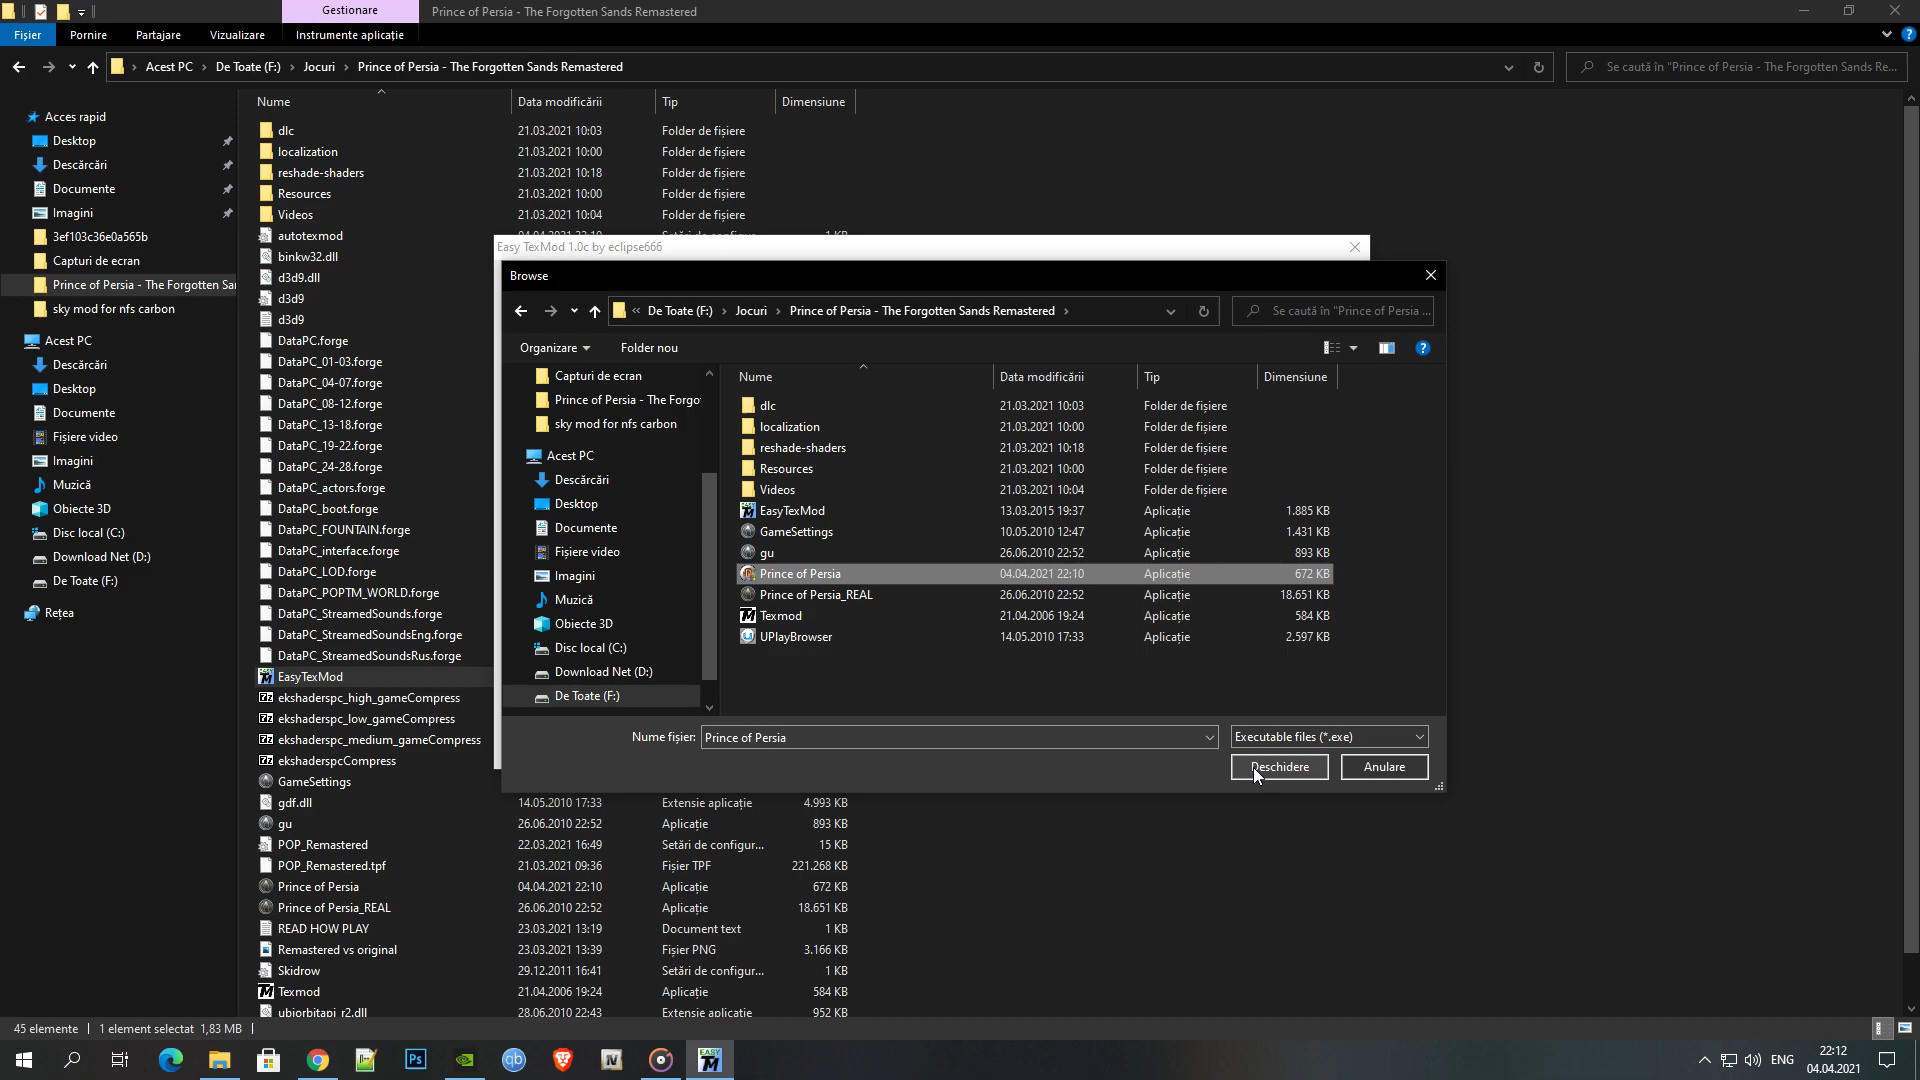 Gestionare
Prince of Persia - The Forgotten Sands Remastered
Fișier Pornire Partajare Vizualizare Instrumente aplicație
Acest PC > De Toate (F:) > Jocuri > Prince of Persia - The Forgotten Sands Remastered
Se caută în "Prince of Persia - The Forgotten Sands Re...
Nume Data modificării Tip Dimensiune
Acces rapid
Desktop
Descărcări
Documente
Imagini
3ef103c36e0a565b
Capturi de ecran
Prince of Persia - The Forgotten Sa
sky mod for nfs carbon
Acest PC
Descărcări
Desktop
Documente
Fișiere video
Imagini
Muzică
Obiecte 3D
Disc local (C:)
Download Net (D:)
De Toate (F:)
Rețea
dlc 21.03.2021 10:03 Folder de fișiere
localization 21.03.2021 10:00 Folder de fișiere
reshade-shaders 21.03.2021 10:18 Folder de fișiere
Resources 21.03.2021 10:00 Folder de fișiere
Videos 21.03.2021 10:04 Folder de fișiere
autotexmod
binkw32.dll
d3d9.dll
d3d9
d3d9
DataPC.forge
DataPC_01-03.forge
DataPC_04-07.forge
DataPC_08-12.forge
DataPC_13-18.forge
DataPC_19-22.forge
DataPC_24-28.forge
DataPC_actors.forge
DataPC_boot.forge
DataPC_FOUNTAIN.forge
DataPC_interface.forge
DataPC_LOD.forge
DataPC_POPTM_WORLD.forge
DataPC_StreamedSounds.forge
DataPC_StreamedSoundsEng.forge
DataPC_StreamedSoundsRus.forge
EasyTexMod
ekshaderspc_high_gameCompress
ekshaderspc_low_gameCompress
ekshaderspc_medium_gameCompress
ekshaderspcCompress
GameSettings
gdf.dll 14.05.2010 17:33 Extensie aplicație 4.993 KB
gu 26.06.2010 22:52 Aplicație 893 KB
POP_Remastered 22.03.2021 16:49 Setări de configur... 15 KB
POP_Remastered.tpf 21.03.2021 09:36 Fișier TPF 221.268 KB
Prince of Persia 04.04.2021 22:10 Aplicație 672 KB
Prince of Persia_REAL 26.06.2010 22:52 Aplicație 18.651 KB
READ HOW PLAY 23.03.2021 13:19 Document text 1 KB
Remastered vs original 23.03.2021 13:39 Fișier PNG 3.166 KB
Skidrow 29.12.2011 16:41 Setări de configur... 1 KB
Texmod 21.04.2006 19:24 Aplicație 584 KB
ubiorbitapi_r2.dll 28.06.2010 22:43 Extensie aplicație 952 KB
Easy TexMod 1.0c by eclipse666
Browse
« De Toate (F:) > Jocuri > Prince of Persia - The Forgotten Sands Remastered >
Se caută în "Prince of Persia ...
Organizare Folder nou
Capturi de ecran
Prince of Persia - The Forgo
sky mod for nfs carbon
Acest PC
Descărcări
Desktop
Documente
Fișiere video
Imagini
Muzică
Obiecte 3D
Disc local (C:)
Download Net (D:)
De Toate (F:)
Nume Data modificării Tip Dimensiune
dlc 21.03.2021 10:03 Folder de fișiere
localization 21.03.2021 10:00 Folder de fișiere
reshade-shaders 21.03.2021 10:18 Folder de fișiere
Resources 21.03.2021 10:00 Folder de fișiere
Videos 21.03.2021 10:04 Folder de fișiere
EasyTexMod 13.03.2015 19:37 Aplicație 1.885 KB
GameSettings 10.05.2010 12:47 Aplicație 1.431 KB
gu 26.06.2010 22:52 Aplicație 893 KB
Prince of Persia 04.04.2021 22:10 Aplicație 672 KB
Prince of Persia_REAL 26.06.2010 22:52 Aplicație 18.651 KB
Texmod 21.04.2006 19:24 Aplicație 584 KB
UPlayBrowser 14.05.2010 17:33 Aplicație 2.597 KB
Nume fișier: Prince of Persia Executable files (*.exe)
Deschidere Anulare
45 elemente 1 element selectat 1,83 MB
ENG
22:12
04.04.2021